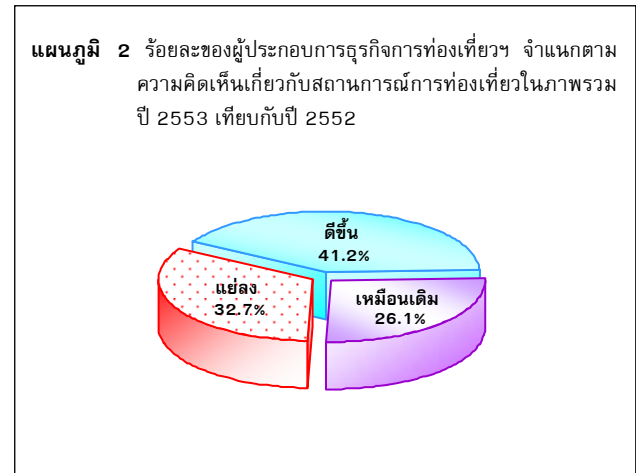 แผนภูมิ 2 ร้อยละของผู้ประกอบการธุรกิจการท่องเที่ยวฯ จำแนกตาม
ความคิดเห็นเกี่ยวกับสถานการณ์การท่องเที่ยวในภาพรวม
ปี 2553 เทียบกับปี 2552
ดีขึ้น
41.2%
แย่ลง
32.7%
เหมือนเดิม
26.1%